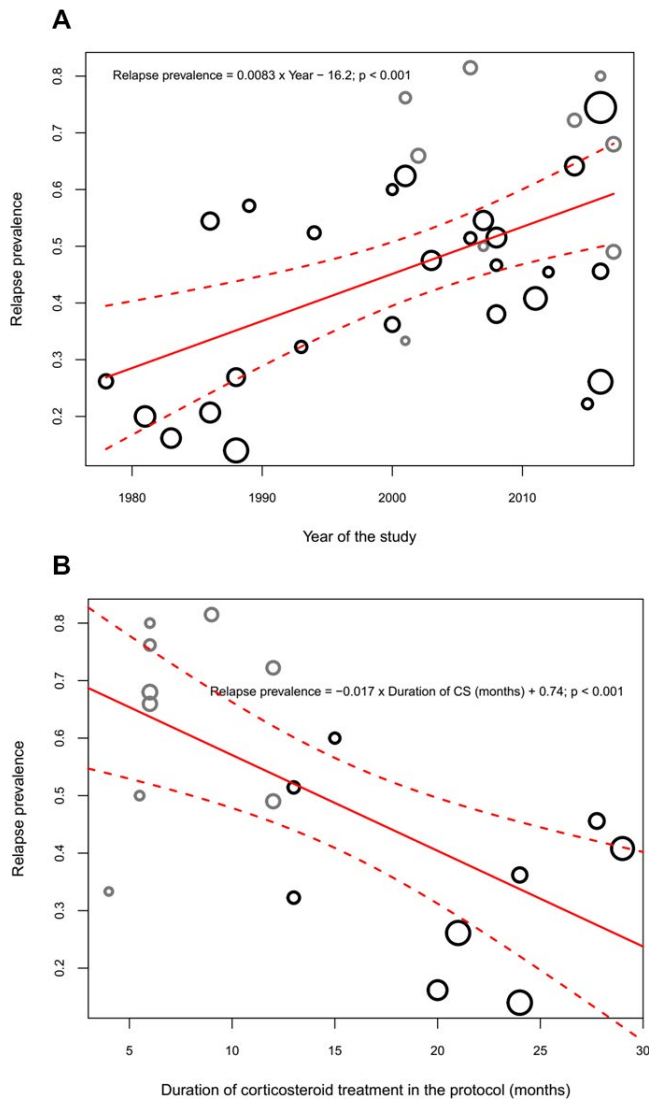 A
Relapse prevalence = 0.0083 x Year − 16.2; p < 0.001
0.8
0.7
0.6
0.5
0.4
0.3
0.2
Relapse prevalence
1980 1990 2000 2010
Year of the study
B
Relapse prevalence = −0.017 x Duration of CS (months) + 0.74; p < 0.001
0.8
0.7
0.6
0.5
0.4
0.3
0.2
Relapse prevalence
5 10 15 20 25 30
Duration of corticosteroid treatment in the protocol (months)